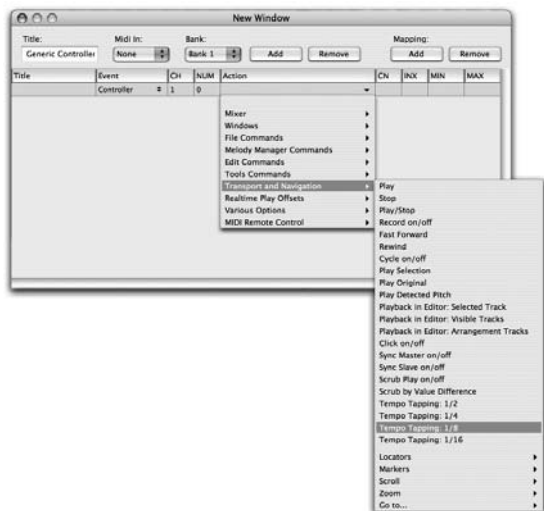 New Window
Title: Midi In: Bank: Mapping:
Generic Controller None Bank 1 Add Remove Add Remove
Title Event CH NUM Action CN INX MIN MAX
Controller 1 0
Mixer
Windows
File Commands
Melody Manager Commands
Edit Commands
Tools Commands
Transport and Navigation
Realtime Play Offsets
Various Options
MIDI Remote Control
Play
Stop
Play/Stop
Record on/off
Fast Forward
Rewind
Cycle on/off
Play Selection
Play Original
Play Detected Pitch
Playback in Editor: Selected Track
Playback in Editor: Visible Tracks
Playback in Editor: Arrangement Tracks
Click on/off
Sync Master on/off
Sync Slave on/off
Scrub Play on/off
Scrub by Value Difference
Tempo Tapping: 1/2
Tempo Tapping: 1/4
Tempo Tapping: 1/8
Tempo Tapping: 1/16
Locators
Markers
Scroll
Zoom
Go to...